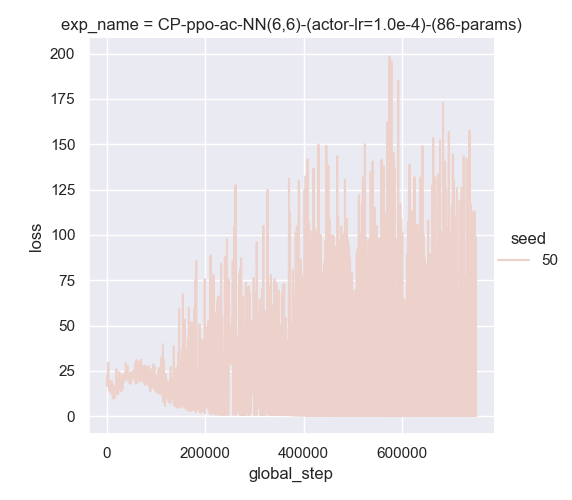 exp_name = CP-ppo-ac-NN(6,6)-(actor-lr=1.0e-4)-(86-params)
200
175
150
125
100
75
50
25
0
loss
0 200000 400000 600000
global_step
seed
50